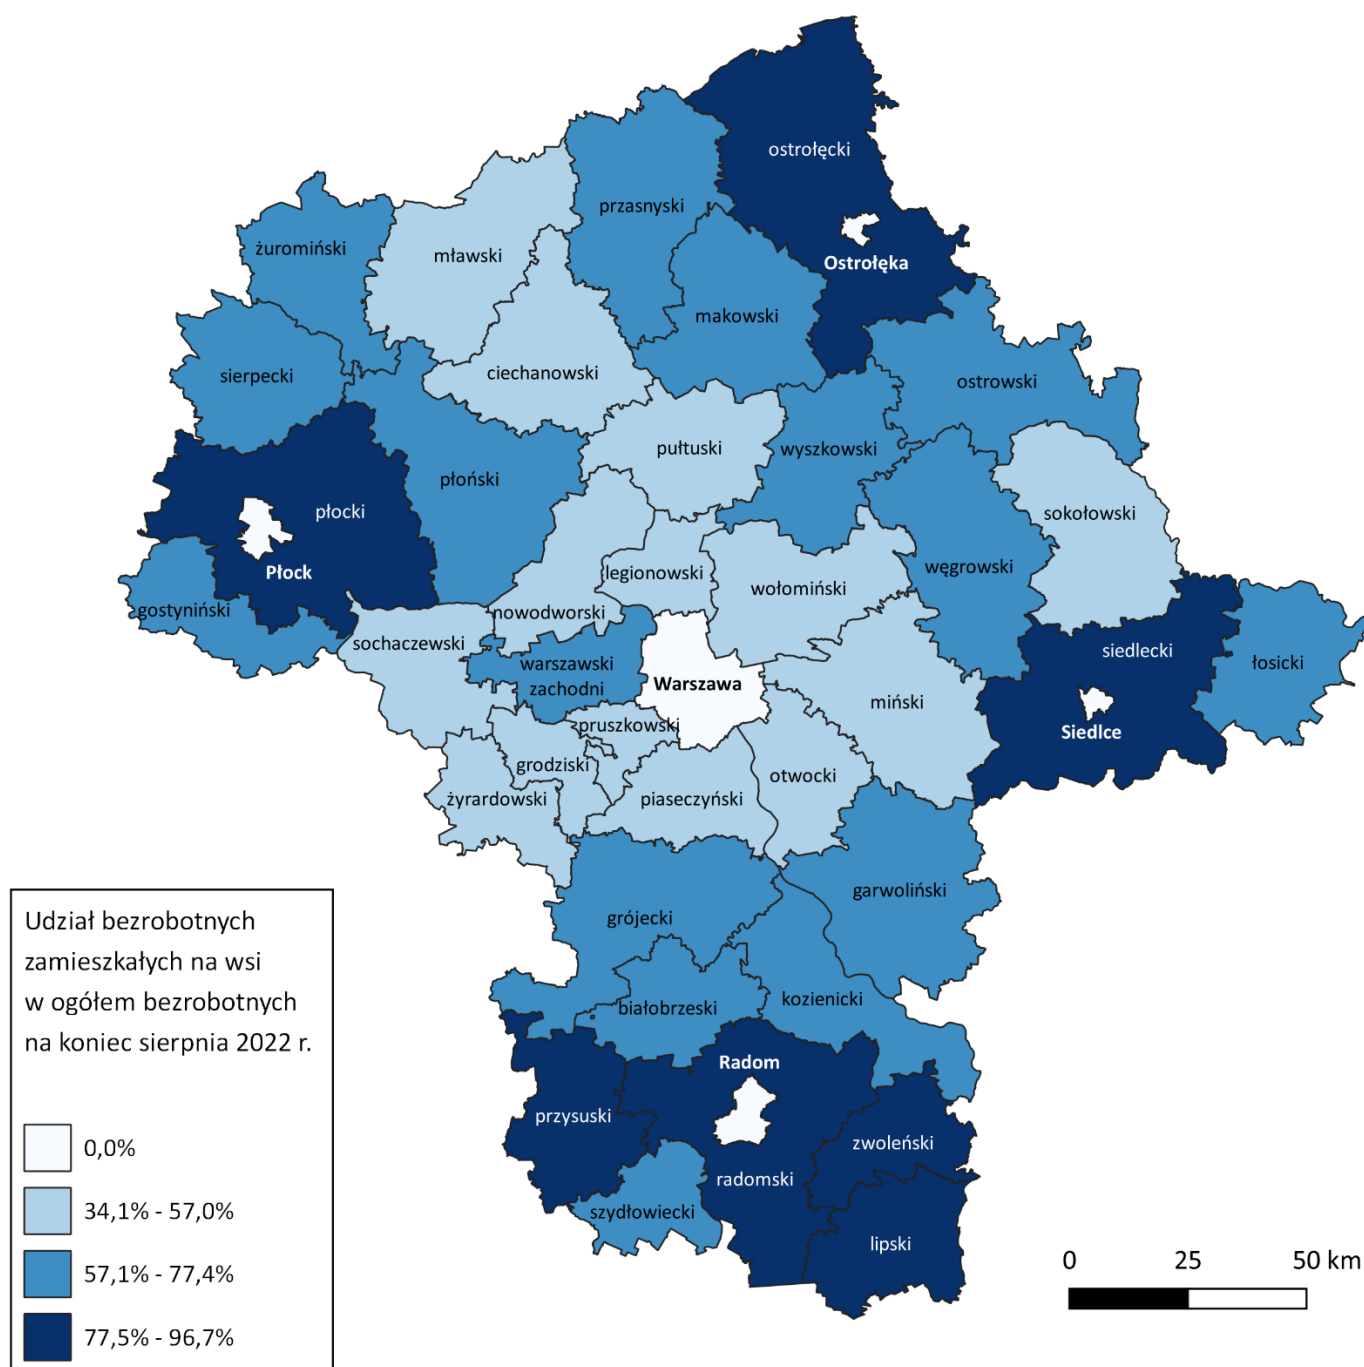 ostrołęcki
przasnyski
żuromiński
mławski
Ostrołęka
makowski
sierpecki
ciechanowski
ostrowski
pułtuski
wyszkowski
płoński
płocki
sokołowski
Płock
legionowski
wołomiński
węgrowski
gostyniński
nowodworski
sochaczewski
siedlecki
warszawski
zachodni
łosicki
Warszawa
miński
Siedlce
pruszkowski
grodziski
otwocki
żyrardowski
piaseczyński
garwoliński
grójecki
kozienicki
białobrzeski
Radom
przysuski
zwoleński
radomski
szydłowiecki
lipski
Udział bezrobotnych
zamieszkałych na wsi
w ogółem bezrobotnych
na koniec sierpnia 2022 r.
0,0%
34,1% - 57,0%
57,1% - 77,4%
77,5% - 96,7%
0 25 50 km